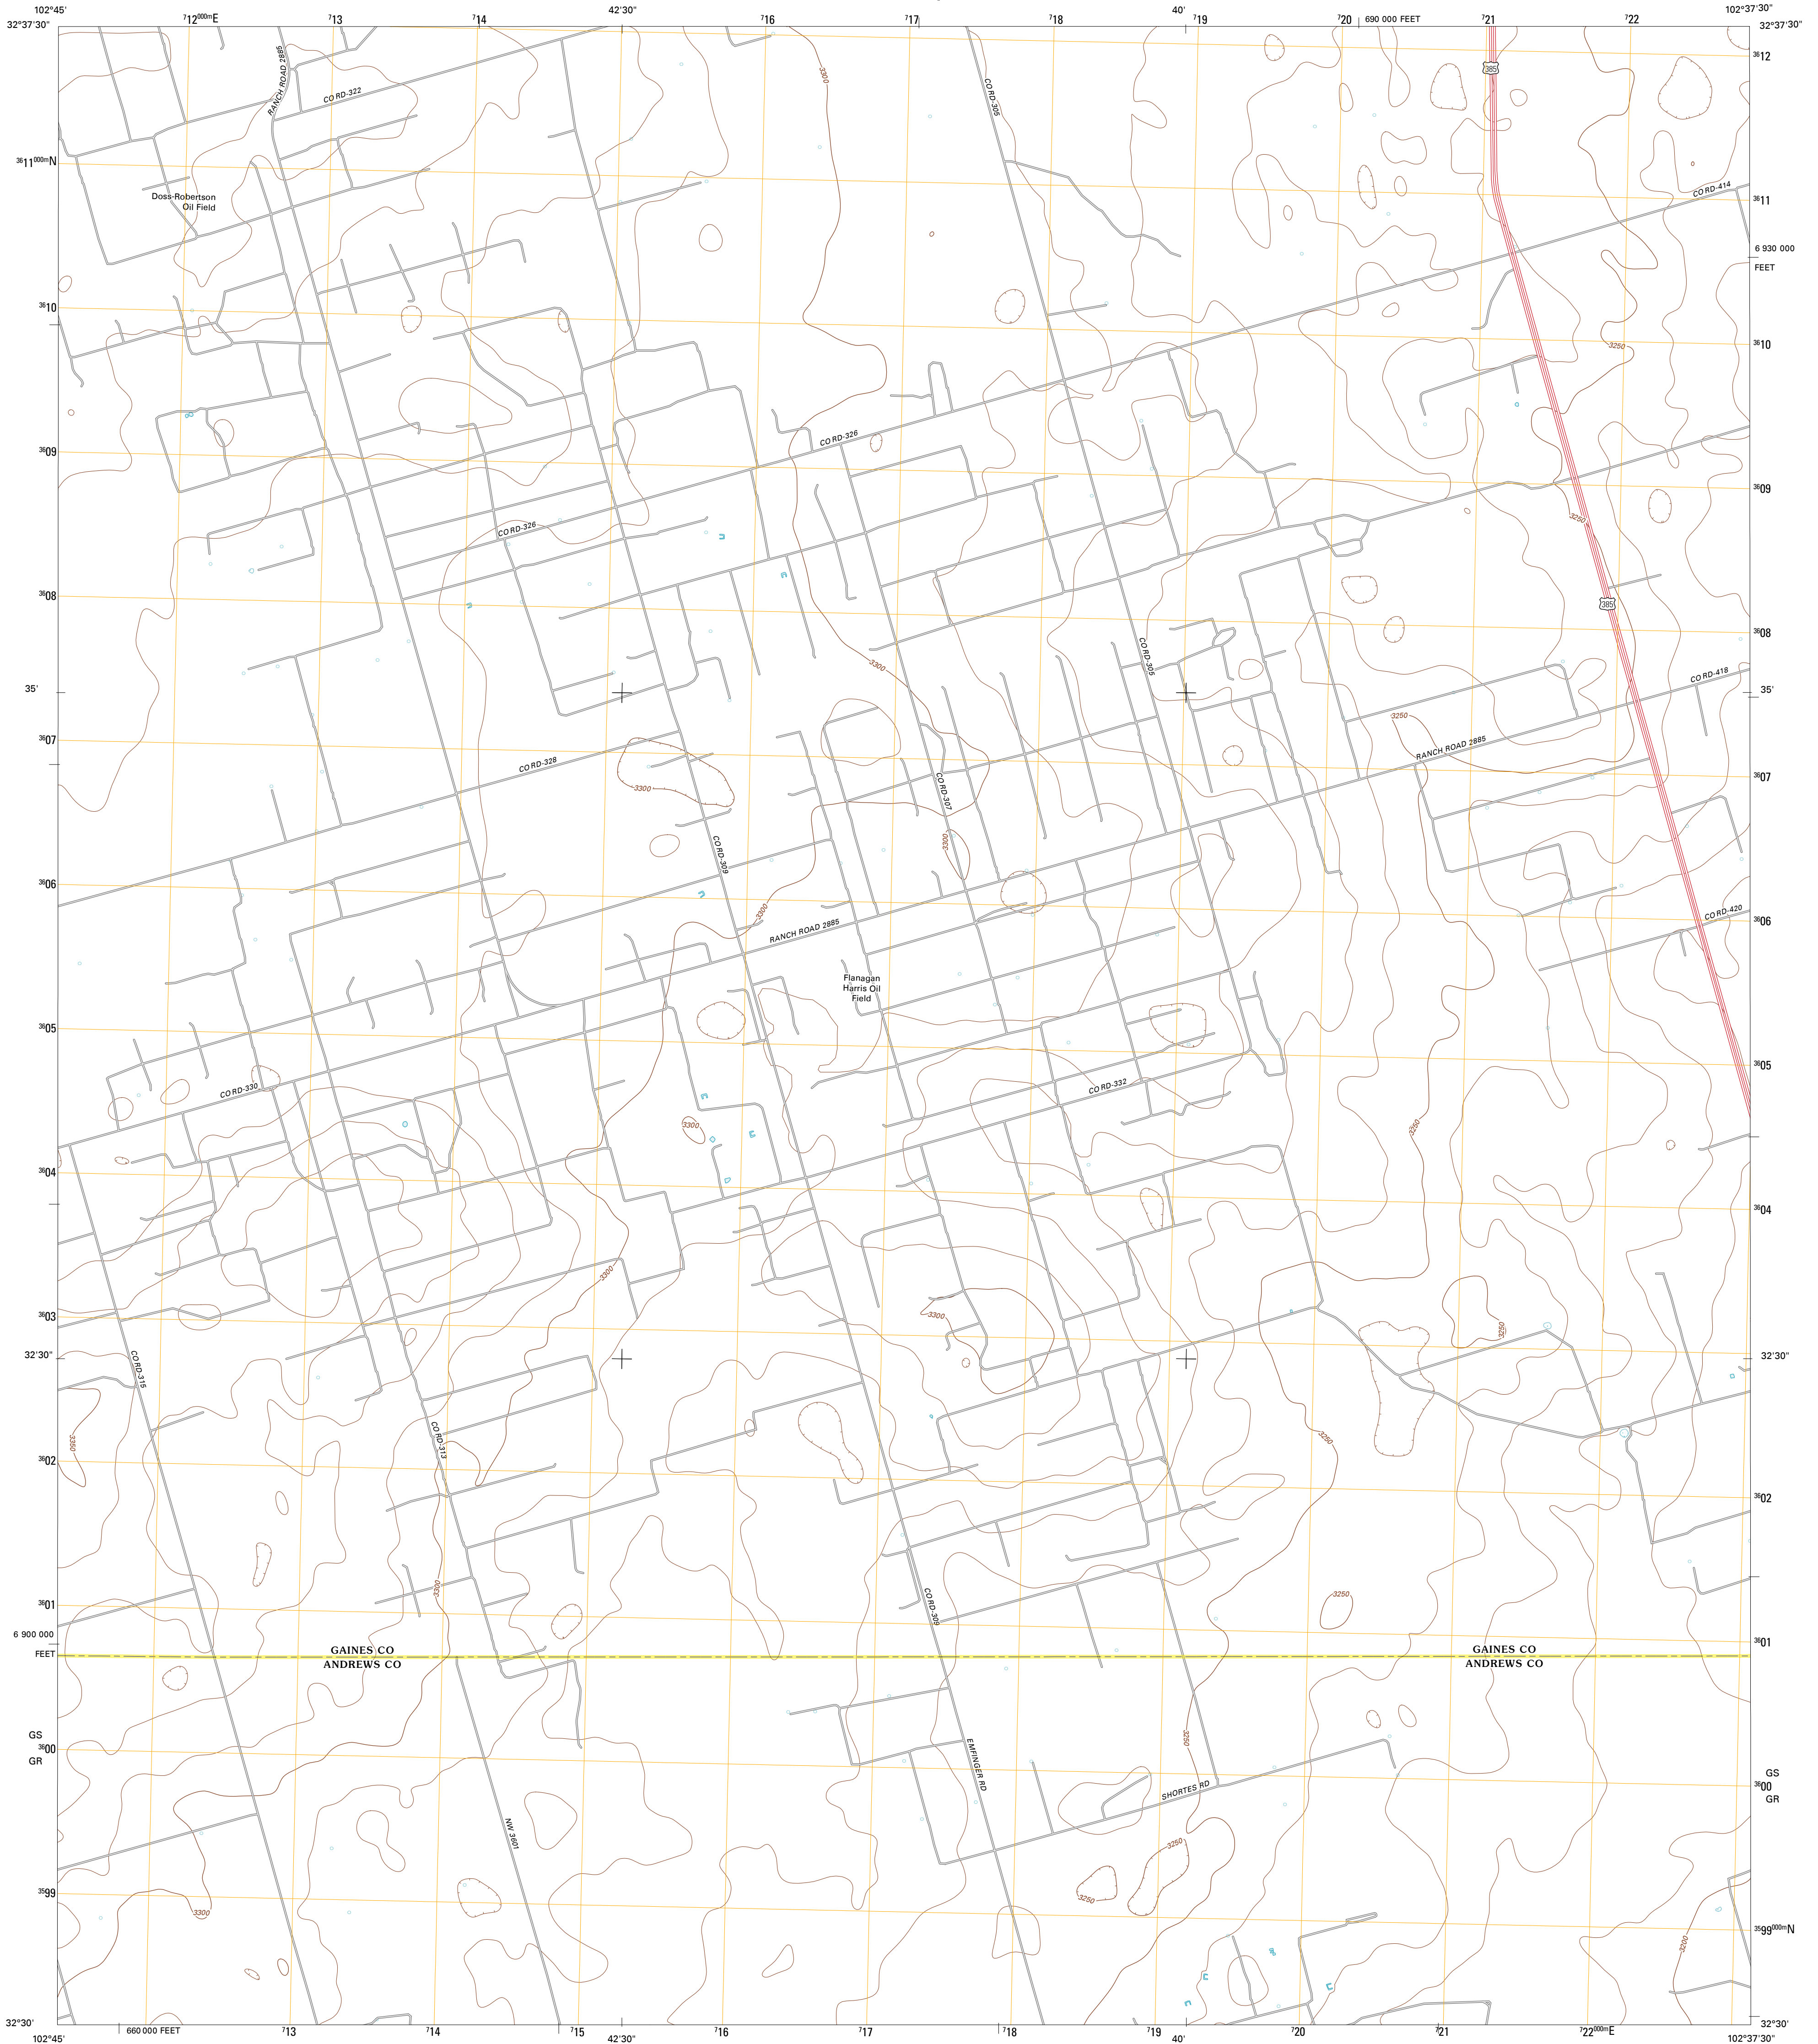 102°45'
712000mE
713
714
42'30"
716
717
718
40'
719
720
690 000 FEET
721
722
102°37'30"
32°37'30"
32°37'30"
3612
385
RANCH ROAD 2885
CO RD-322
3300
CO RD-305
3611000mN
CO RD-414
3611
Doss-Robertson
Oil Field
6 930 000
FEET
3610
3250
3610
CO RD-326
3609
3609
CO RD-326
3250
3608
385
3608
CO RD-305
3300
35'
CO RD-418
35'
3250
3607
RANCH ROAD 2885
CO RD-328
3607
3300
CO RD-307
3300
CO RD-309
3606
3300
CO RD-420
3606
RANCH ROAD 2885
Flanagan
Harris Oil
Field
3605
3605
CO RD-330
CO RD-332
3300
3250
3604
3604
3300
3603
3300
3250
32'30"
32'30"
CO RD-315
3350
CO RD-313
3250
3602
3602
3300
3250
CO RD-309
3601
6 900 000
FEET
GAINES CO
ANDREWS CO
GAINES CO
ANDREWS CO
3601
3250
GS
GR
3600
EMFINGER RD
SHORTES RD
GS
3600
GR
NW 3601
3250
3599
3250
3300
3599000mN
3200
32°30'
32°30'
102°45'
660 000 FEET
713
714
715
42'30"
716
717
718
719
40'
720
721
722000mE
102°37'30"